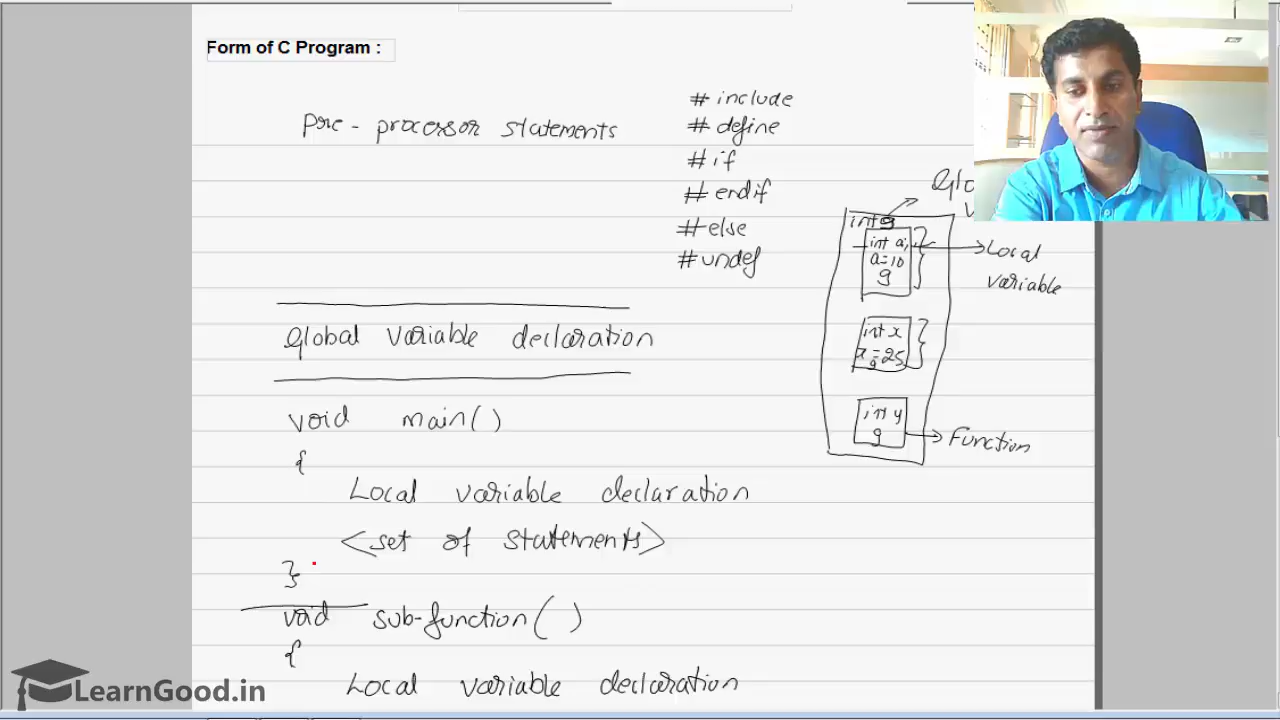 Form of C Program :
Pre-processor statements
# include
# define
# if
# endif
# else
# undef
Global variable declaration
void main()
{
Local variable declaration
<set of statements>
}
void sub-function( )
{
Local variable declaration
int g
int a;
a=10
g
Local
variable
int x
x=25
g
int y
g
Function
LearnGood.in